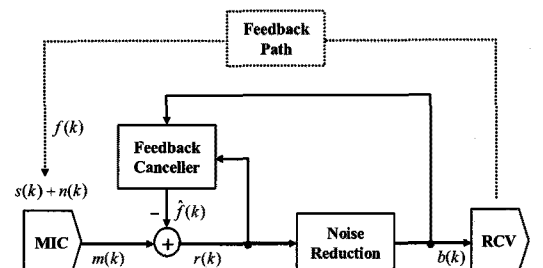 Feedback
Path
f(k)
Feedback
Canceller
s(k) + n(k)
− f̂(k)
MIC
+
Noise
Reduction
RCV
m(k)
r(k)
b(k)